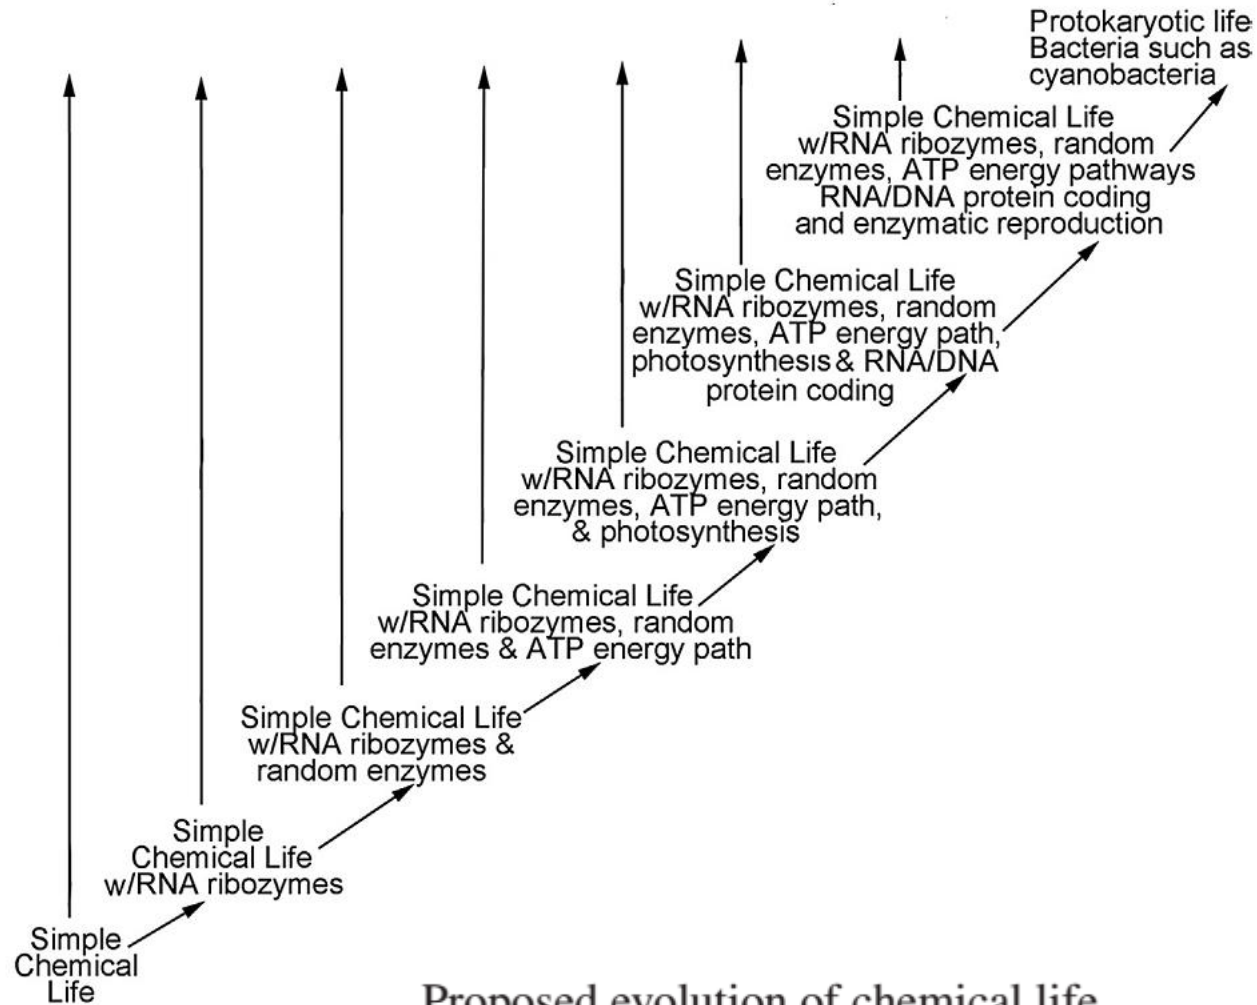 Protokaryotic life
Bacteria such as
cyanobacteria
Simple Chemical Life
w/RNA ribozymes, random
enzymes, ATP energy pathways
RNA/DNA protein coding
and enzymatic reproduction
Simple Chemical Life
w/RNA ribozymes, random
enzymes, ATP energy path,
photosynthesis & RNA/DNA
protein coding
Simple Chemical Life
w/RNA ribozymes, random
enzymes, ATP energy path,
& photosynthesis
Simple Chemical Life
w/RNA ribozymes, random
enzymes & ATP energy path
Simple Chemical Life
w/RNA ribozymes &
random enzymes
Simple
Chemical Life
w/RNA ribozymes
Simple
Chemical
Life
Proposed evolution of chemical life